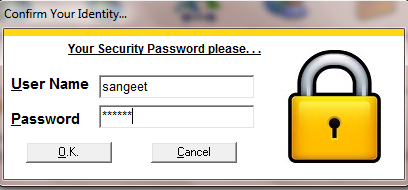 Confirm Your Identity...
Your Security Password please. . .
User Name sangeet
Password ******
O.K. Cancel